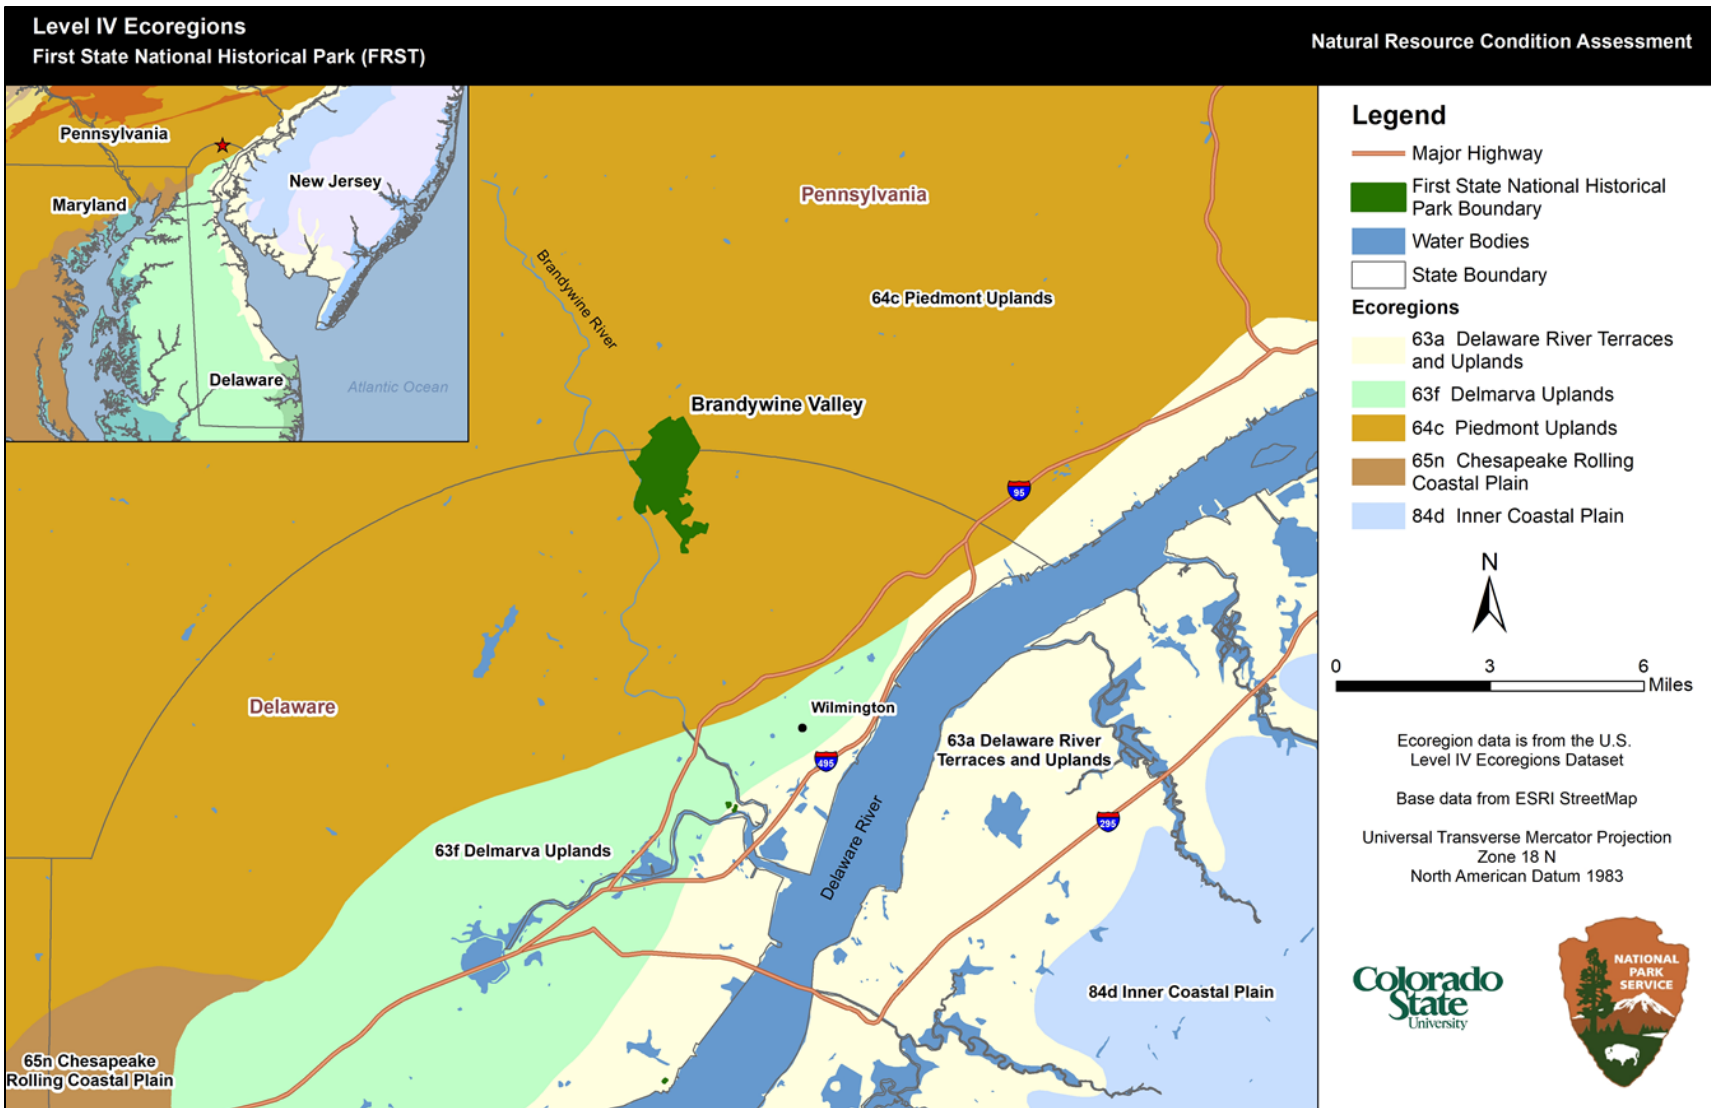 Level IV Ecoregions
First State National Historical Park (FRST)
Natural Resource Condition Assessment
Pennsylvania
Maryland
New Jersey
Delaware
Atlantic Ocean
Pennsylvania
Brandywine River
64c Piedmont Uplands
Brandywine Valley
95
Delaware
Wilmington
495
63a Delaware River
Terraces and Uplands
295
Delaware River
63f Delmarva Uplands
84d Inner Coastal Plain
65n Chesapeake
Rolling Coastal Plain
Legend
Major Highway
First State National Historical
Park Boundary
Water Bodies
State Boundary
Ecoregions
63a Delaware River Terraces
and Uplands
63f Delmarva Uplands
64c Piedmont Uplands
65n Chesapeake Rolling
Coastal Plain
84d Inner Coastal Plain
N
0 3 6
Miles
Ecoregion data is from the U.S.
Level IV Ecoregions Dataset
Base data from ESRI StreetMap
Universal Transverse Mercator Projection
Zone 18 N
North American Datum 1983
Colorado
State
University
NATIONAL
PARK
SERVICE